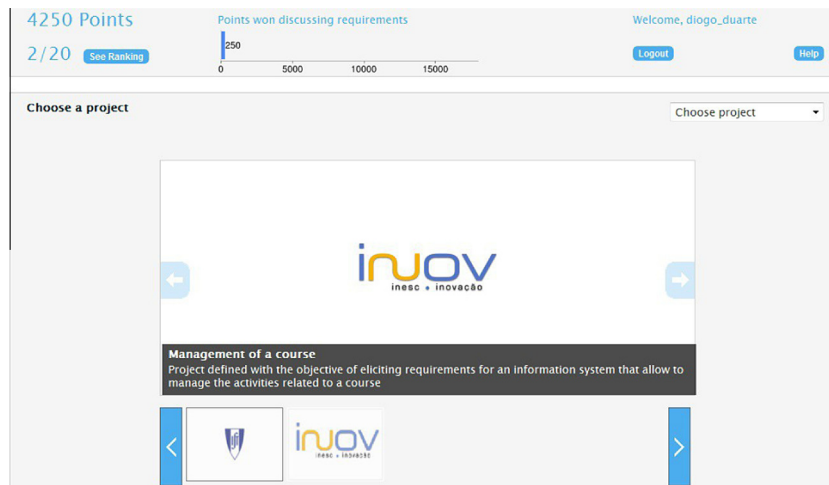 4250 Points
Points won discussing requirements
Welcome, diogo_duarte
2/20 See Ranking
250
0 5000 10000 15000
Logout
Help
Choose a project
Choose project
inov
inesc • inovação
Management of a course
Project defined with the objective of eliciting requirements for an information system that allow to
manage the activities related to a course
inov
inesc • inovação